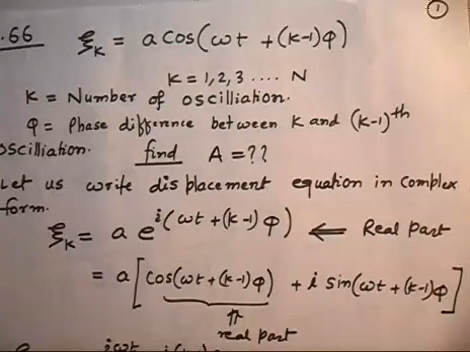 ①
.66 ξ_K = a cos(ωt + (K-1)φ)
K = 1, 2, 3 .... N
K = Number of oscilliation.
φ = Phase difference between K and (K-1)th
oscilliation. find A = ??
Let us write displacement equation in complex
form.
ξ_K = a e^{i(ωt + (K-1)φ)} ⇐ Real Part
= a [cos(ωt + (K-1)φ) + i sin(ωt + (K-1)φ]
⇑
real part